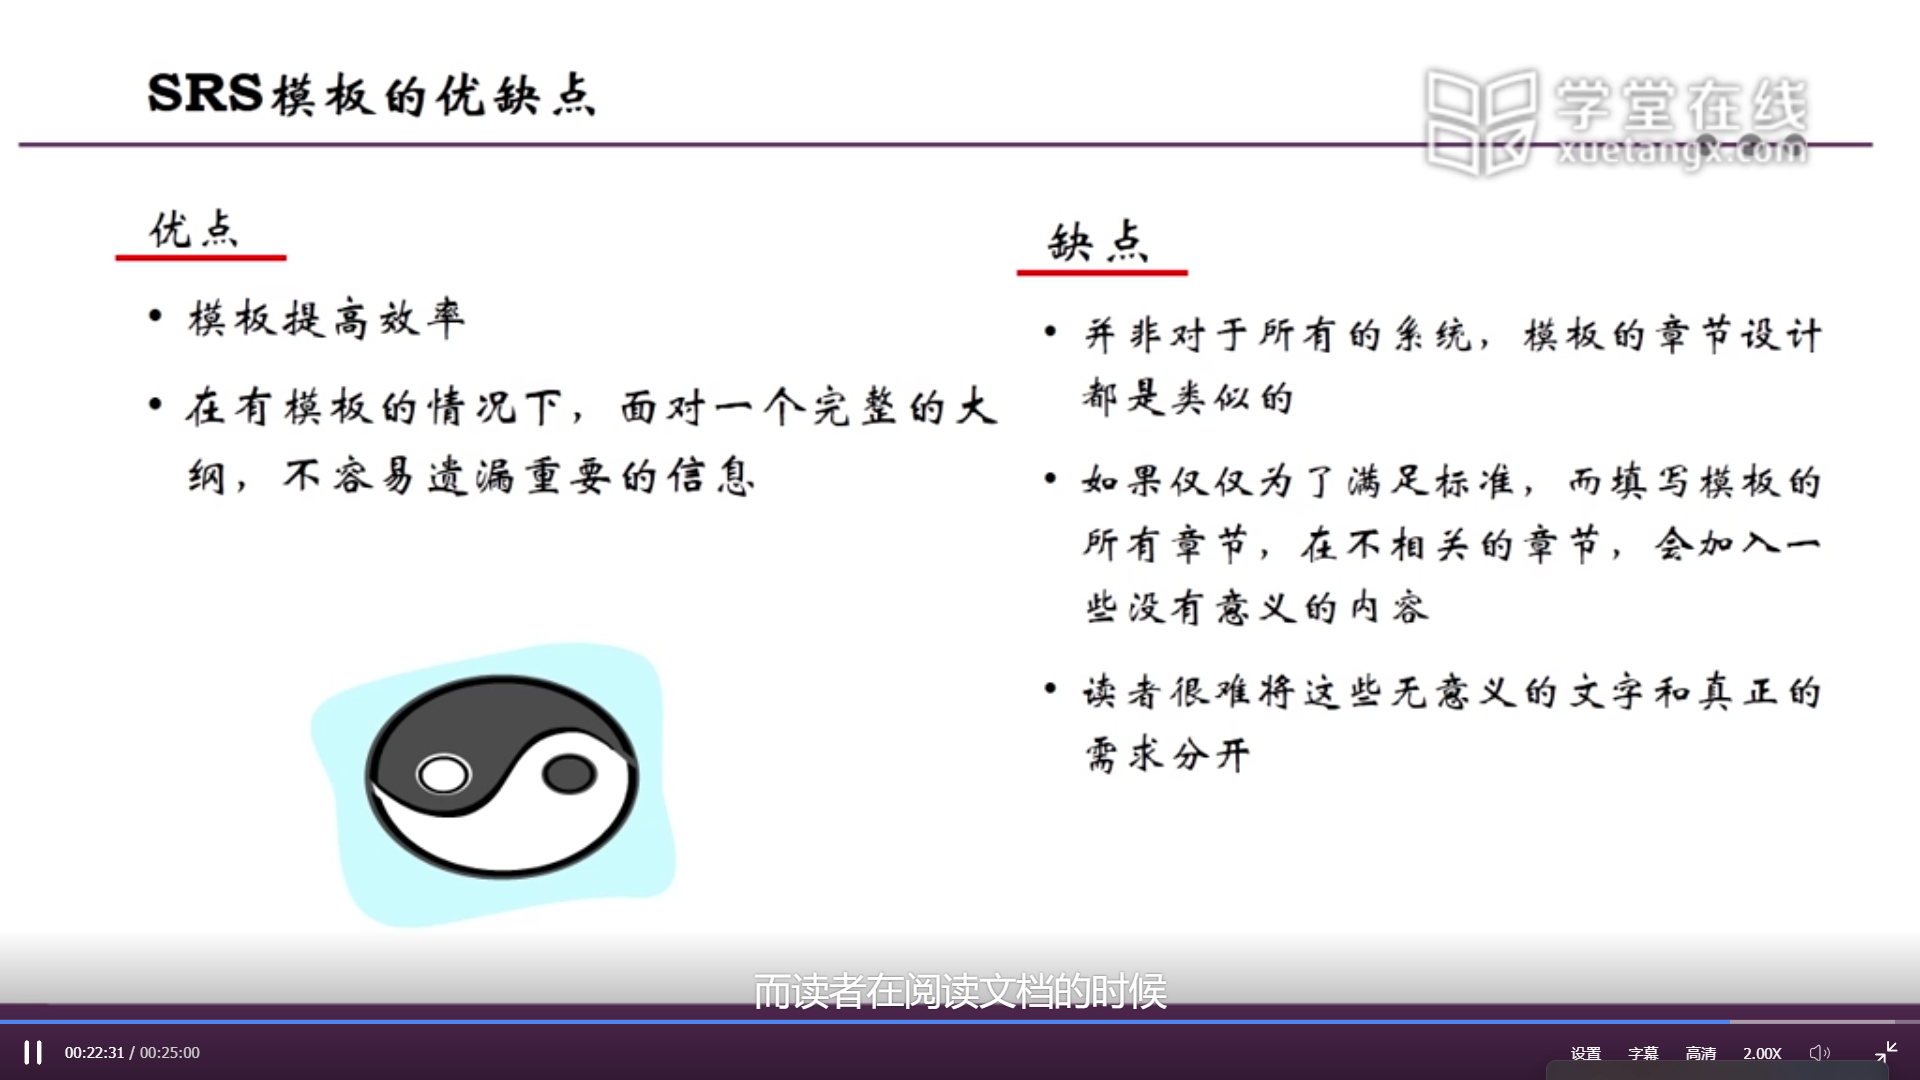 SRS模板的优缺点
学堂在线
xuetangx.com
优点
• 模板提高效率
• 在有模板的情况下，面对一个完整的大
纲，不容易遗漏重要的信息
缺点
• 并非对于所有的系统，模板的章节设计
都是类似的
• 如果仅仅为了满足标准，而填写模板的
所有章节，在不相关的章节，会加入一
些没有意义的内容
• 读者很难将这些无意义的文字和真正的
需求分开
而读者在阅读文档的时候
00:22:31 / 00:25:00
设置 字幕 高清 2.00X